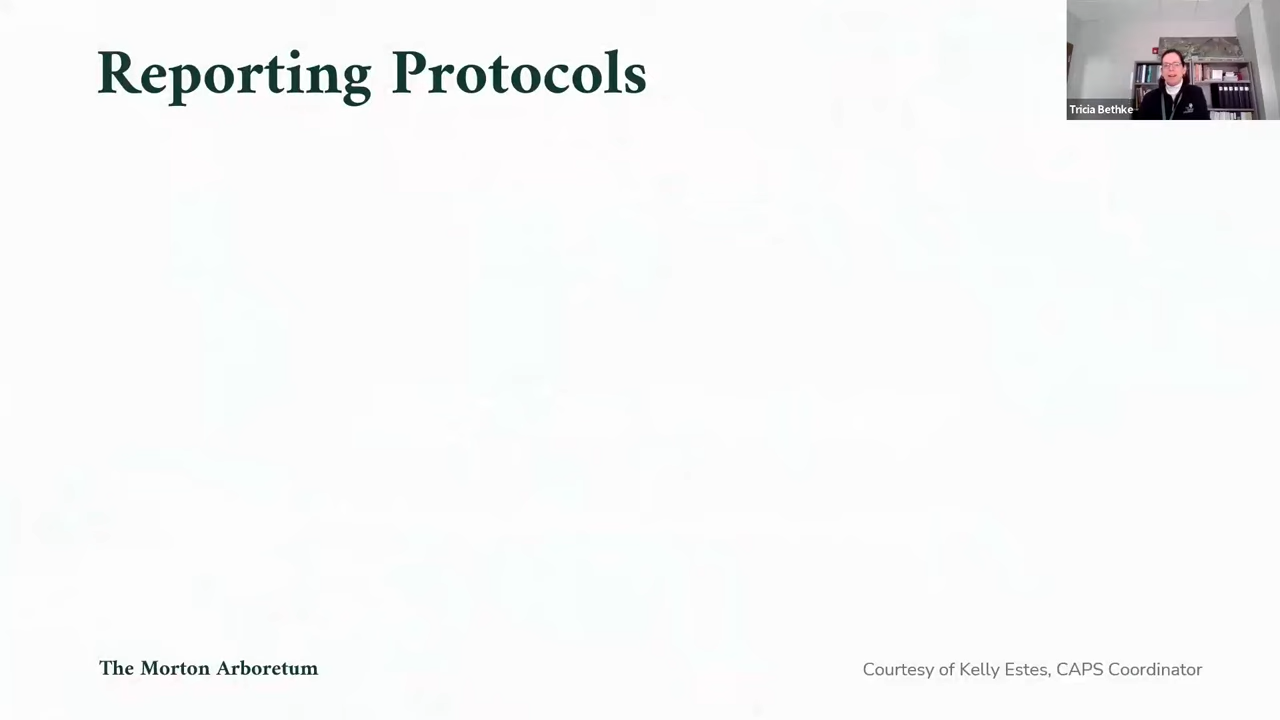 Reporting Protocols
Tricia Bethke
The Morton Arboretum
Courtesy of Kelly Estes, CAPS Coordinator